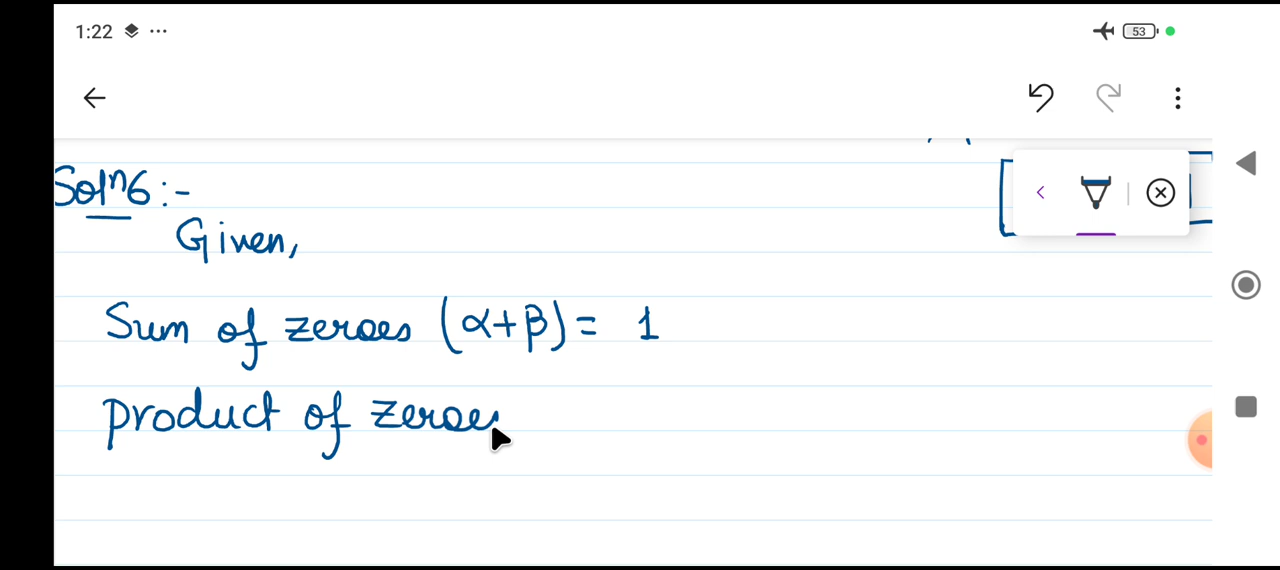 1:22
53
Solⁿ6:-
Given,
Sum of zeroes (α+β) = 1
product of zeroes